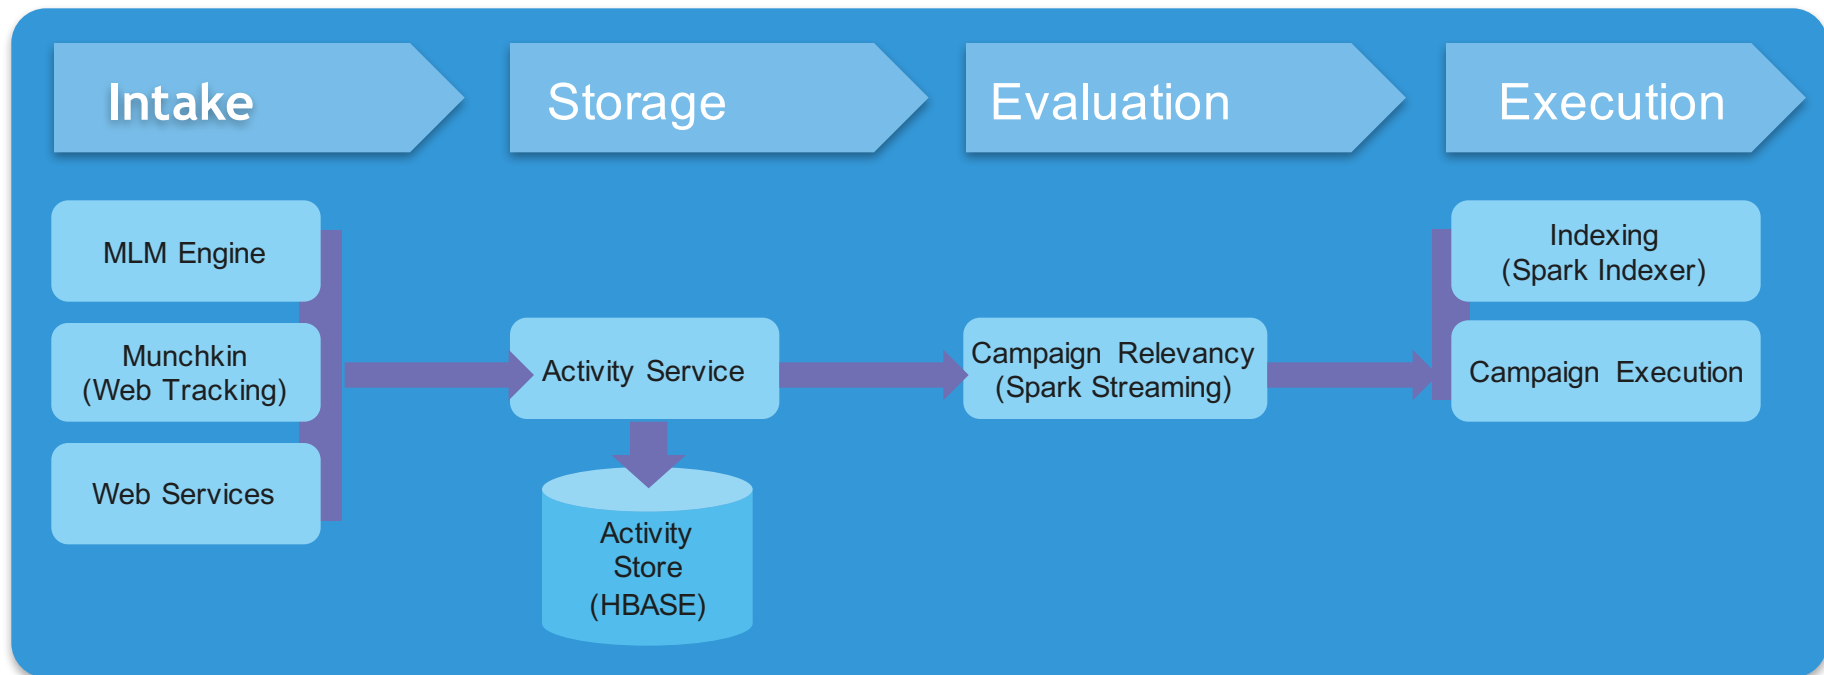 Intake
Storage
Evaluation
Execution
MLM Engine
Munchkin
(Web Tracking)
Web Services
Activity Service
Activity
Store
(HBASE)
Campaign Relevancy
(Spark Streaming)
Indexing
(Spark Indexer)
Campaign Execution